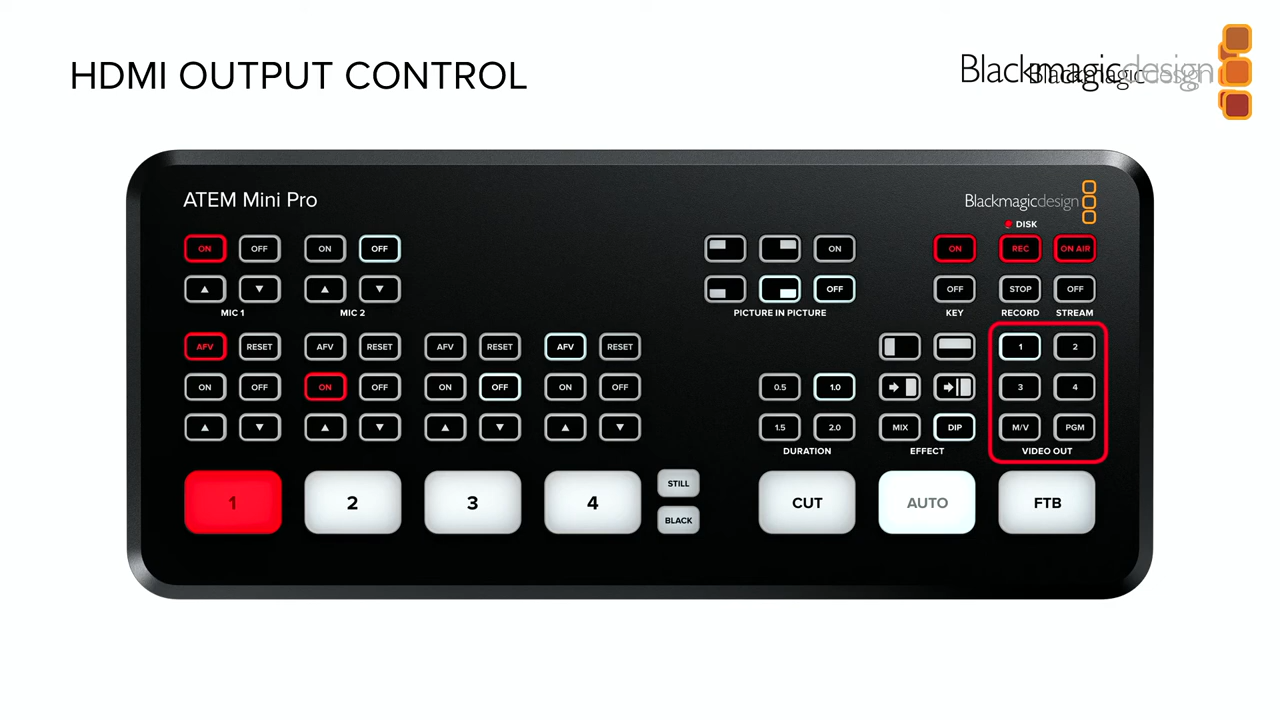 HDMI OUTPUT CONTROL
Blackmagicdesign
Blackmagicdesign
ATEM Mini Pro
Blackmagicdesign
DISK
ON OFF ON OFF ON ON REC ON AIR
OFF OFF STOP OFF
MIC 1 MIC 2 PICTURE IN PICTURE KEY RECORD STREAM
AFV RESET AFV RESET AFV RESET AFV RESET 1 2
ON OFF ON OFF ON OFF ON OFF 0.5 1.0 3 4
1.5 2.0 MIX DIP M/V PGM
DURATION EFFECT VIDEO OUT
STILL
1 2 3 4 CUT AUTO FTB
BLACK